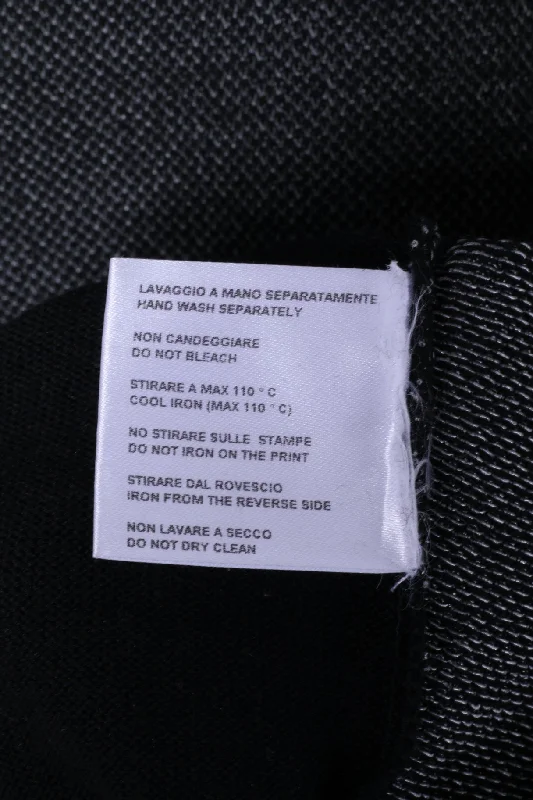 LAVAGGIO A MANO SEPARATAMENTE
HAND WASH SEPARATELY
NON CANDEGGIARE
DO NOT BLEACH
STIRARE A MAX 110 ° C
COOL IRON (MAX 110 ° C)
NO STIRARE SULLE STAMPE
DO NOT IRON ON THE PRINT
STIRARE DAL ROVESCIO
IRON FROM THE REVERSE SIDE
NON LAVARE A SECCO
DO NOT DRY CLEAN